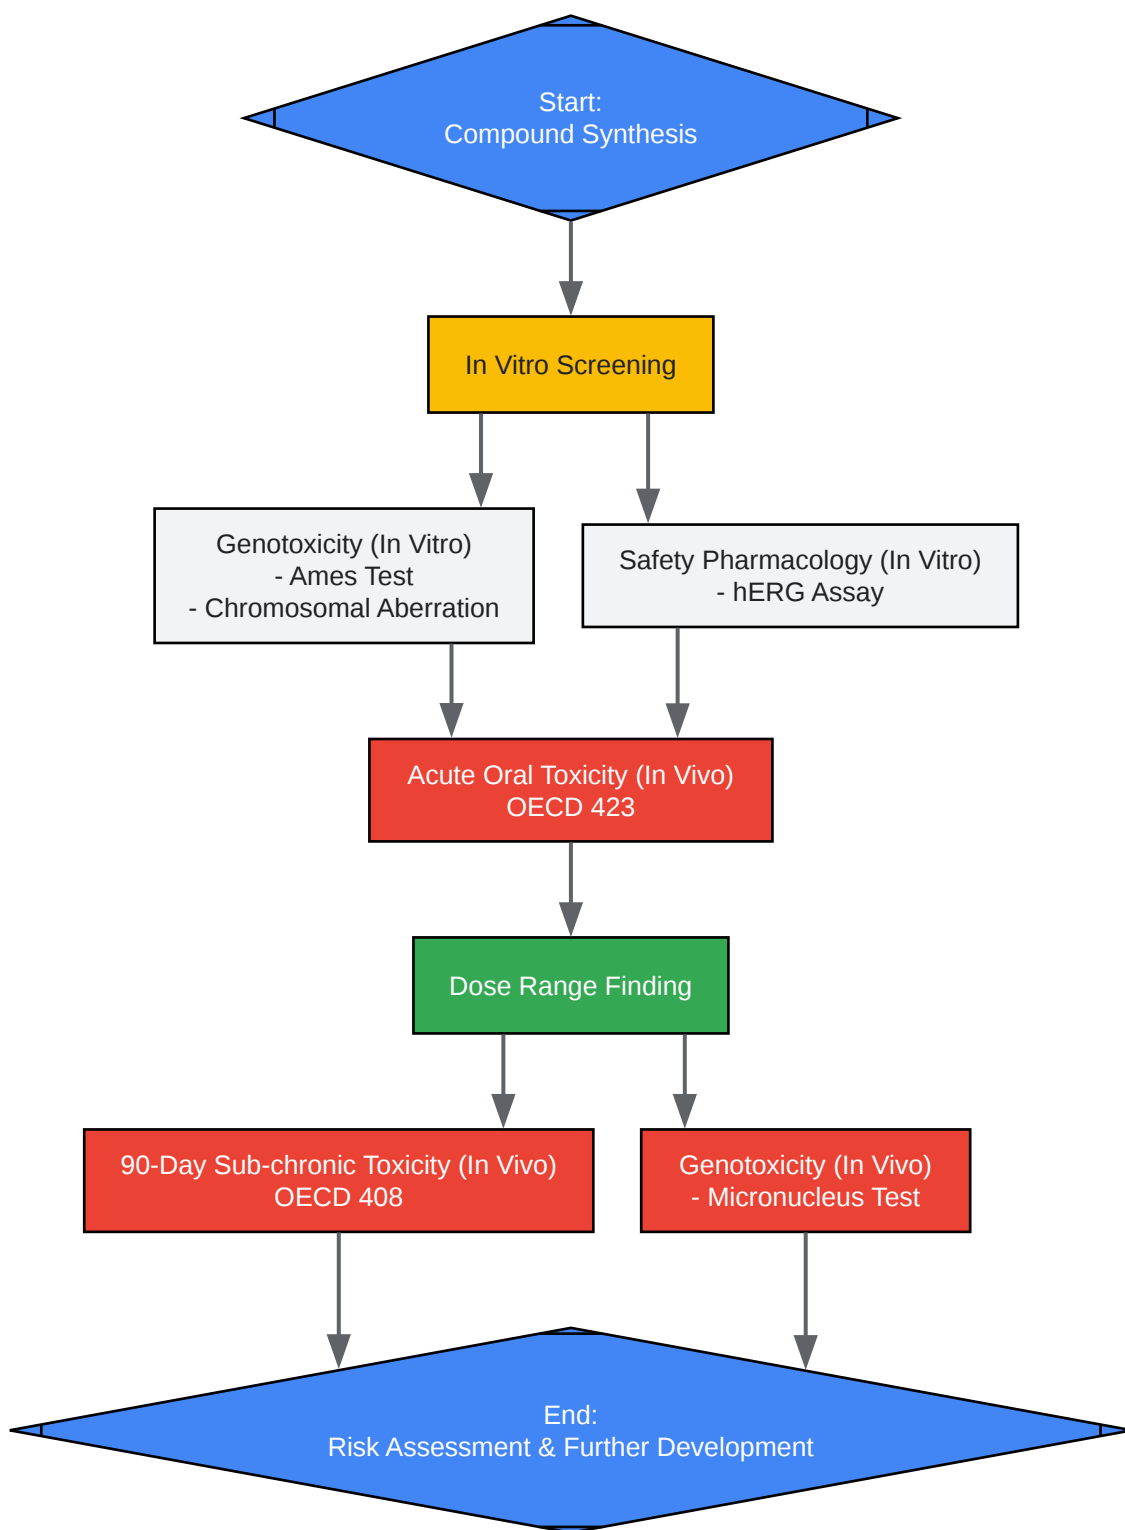 Start:
Compound Synthesis
In Vitro Screening
Genotoxicity (In Vitro)
- Ames Test
- Chromosomal Aberration
Safety Pharmacology (In Vitro)
- hERG Assay
Acute Oral Toxicity (In Vivo)
OECD 423
Dose Range Finding
90-Day Sub-chronic Toxicity (In Vivo)
OECD 408
Genotoxicity (In Vivo)
- Micronucleus Test
End:
Risk Assessment & Further Development